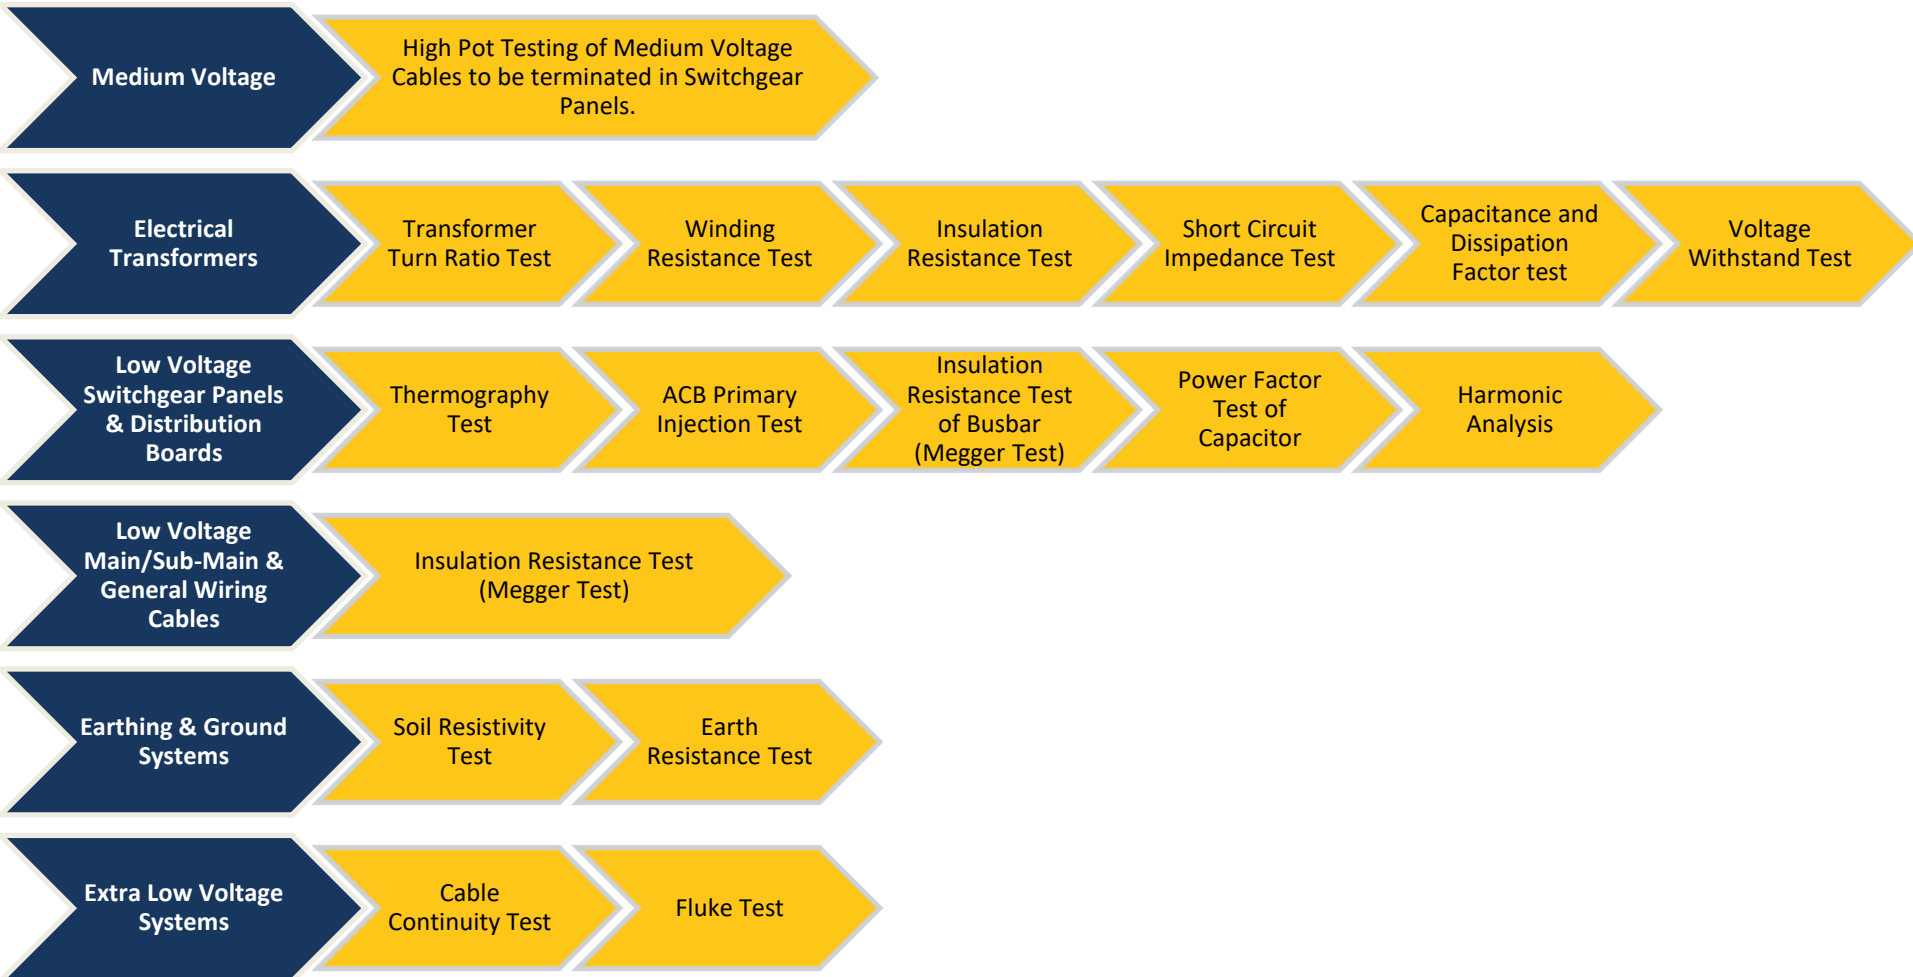 Medium Voltage
High Pot Testing of Medium Voltage
Cables to be terminated in Switchgear
Panels.
Electrical
Transformers
Transformer
Turn Ratio Test
Winding
Resistance Test
Insulation
Resistance Test
Short Circuit
Impedance Test
Capacitance and
Dissipation
Factor test
Voltage
Withstand Test
Low Voltage
Switchgear Panels
& Distribution
Boards
Thermography
Test
ACB Primary
Injection Test
Insulation
Resistance Test
of Busbar
(Megger Test)
Power Factor
Test of
Capacitor
Harmonic
Analysis
Low Voltage
Main/Sub-Main &
General Wiring
Cables
Insulation Resistance Test
(Megger Test)
Earthing & Ground
Systems
Soil Resistivity
Test
Earth
Resistance Test
Extra Low Voltage
Systems
Cable
Continuity Test
Fluke Test